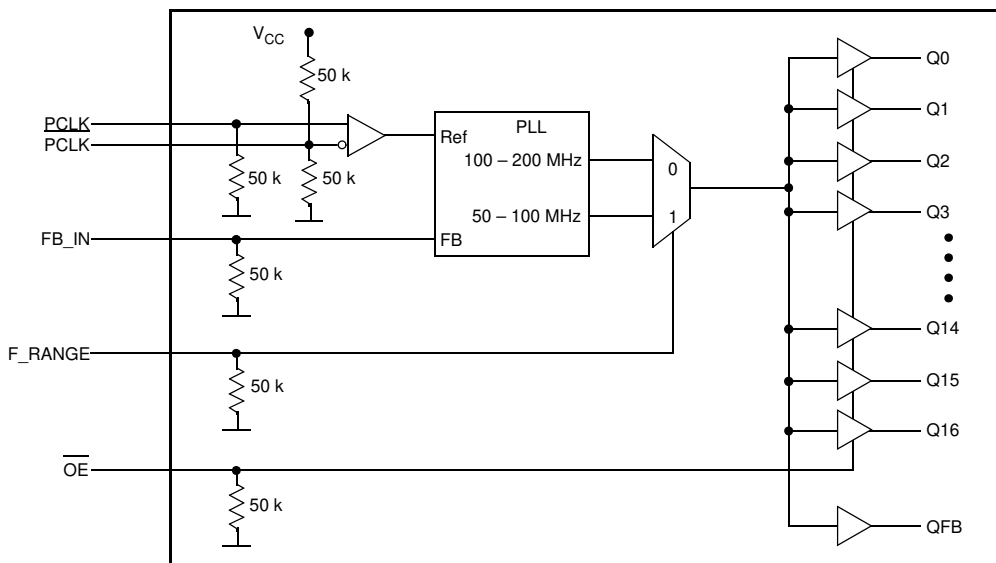 VCC
50 k
PCLK
PCLK
50 k
50 k
Ref
PLL
100 – 200 MHz
50 – 100 MHz
FB
0
1
FB_IN
50 k
F_RANGE
50 k
OE
50 k
Q0
Q1
Q2
Q3
Q14
Q15
Q16
QFB